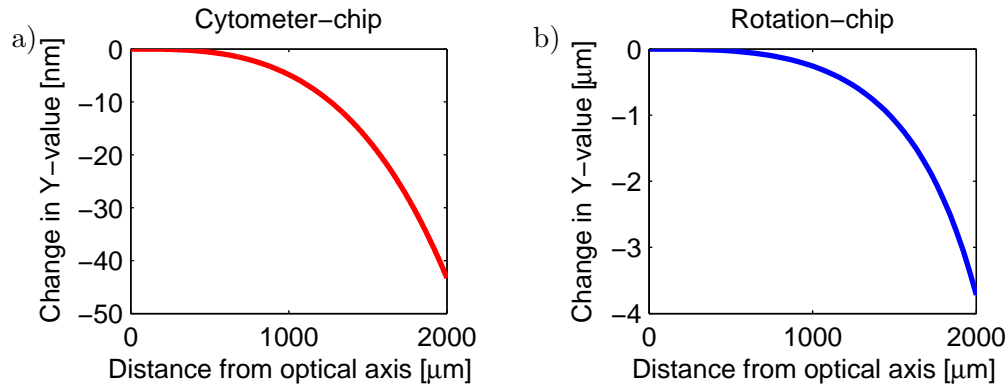 a)
Cytometer−chip
Change in Y−value [nm]
0
−10
−20
−30
−40
−50
0 1000 2000
Distance from optical axis [μm]
b)
Rotation−chip
Change in Y−value [μm]
0
−1
−2
−3
−4
0 1000 2000
Distance from optical axis [μm]